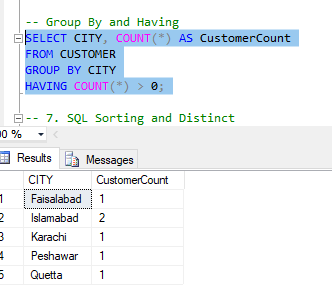 -- Group By and Having
SELECT CITY, COUNT(*) AS CustomerCount
FROM CUSTOMER
GROUP BY CITY
HAVING COUNT(*) > 0;
-- 7. SQL Sorting and Distinct
00 %
Results Messages
CITY CustomerCount
1 Faisalabad 1
2 Islamabad 2
3 Karachi 1
4 Peshawar 1
5 Quetta 1